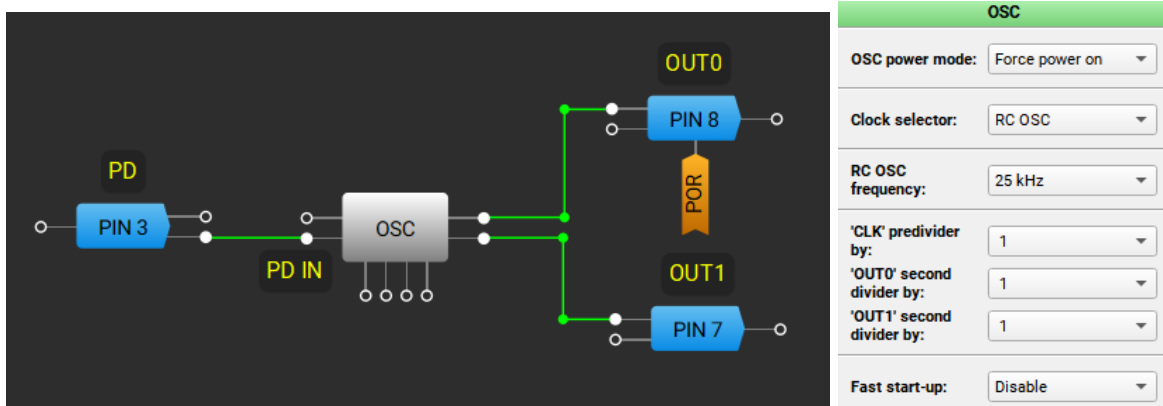 OUT0
PIN 8
POR
PD
PIN 3
OSC
PD IN
OUT1
PIN 7
OSC
OSC power mode: Force power on
Clock selector: RC OSC
RC OSC
frequency: 25 kHz
'CLK' predivider
by: 1
'OUT0' second
divider by: 1
'OUT1' second
divider by: 1
Fast start-up: Disable